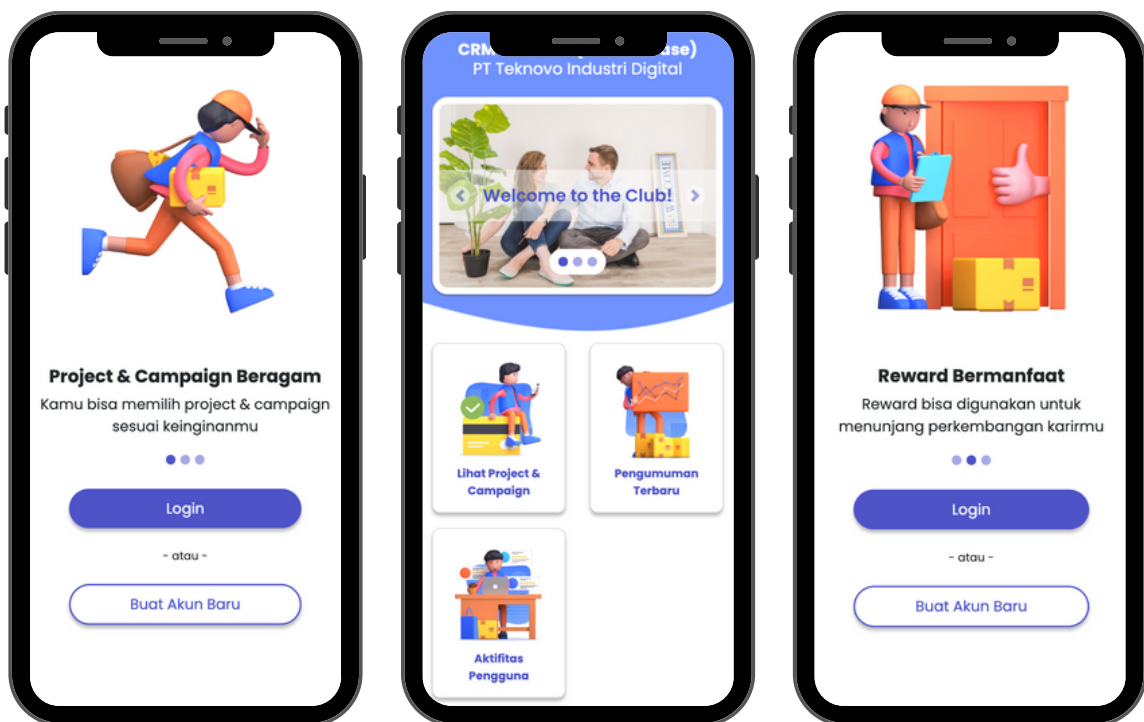 Project & Campaign Beragam
Kamu bisa memilih project & campaign
sesuai keinginanmu
Login
- atau -
Buat Akun Baru
CRM
PT Teknovo Industri Digital
WELCOME
Welcome to the Club!
Lihat Project &
Campaign
Pengumuman
Terbaru
Aktifitas
Pengguna
Reward Bermanfaat
Reward bisa digunakan untuk
menunjang perkembangan karirmu
Login
- atau -
Buat Akun Baru